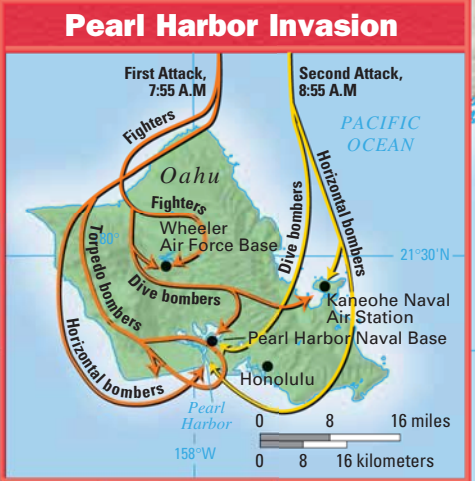 Pearl Harbor Invasion
First Attack,
7:55 A.M
Second Attack,
8:55 A.M
PACIFIC
OCEAN
Fighters
Oahu
Horizontal bombers
Fighters
Dive bombers
Wheeler
Air Force Base
80°
21°30'N
Torpedo bombers
Dive bombers
Kaneohe Naval
Air Station
Pearl Harbor Naval Base
Horizontal bombers
Honolulu
Pearl
Harbor
0 8 16 miles
158°W
0 8 16 kilometers